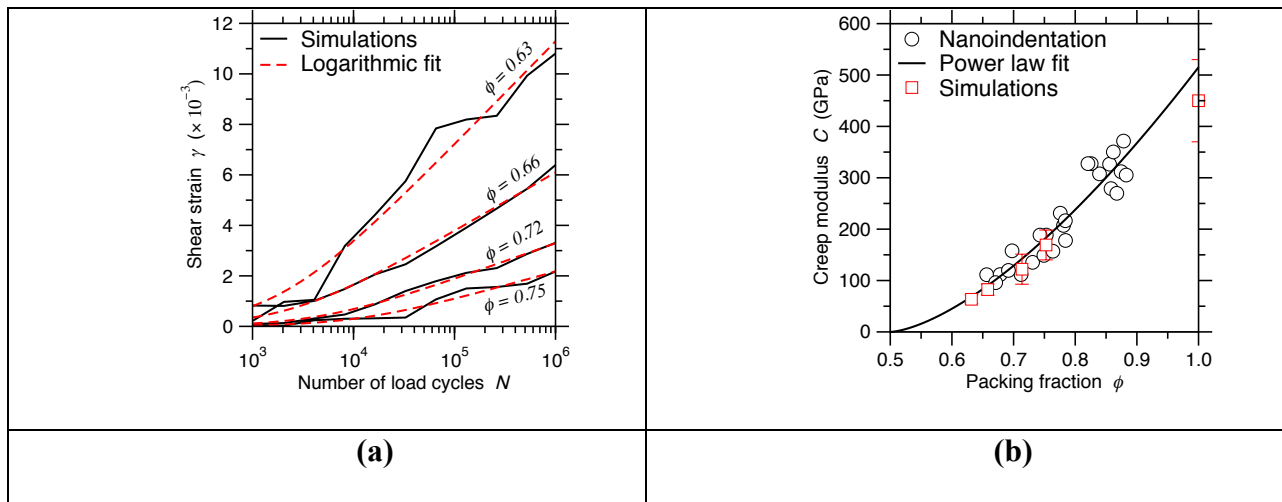 12
10
8
6
4
2
0
Shear strain γ (× 10⁻³)
Simulations
Logarithmic fit
ϕ = 0.63
ϕ = 0.66
ϕ = 0.72
ϕ = 0.75
10³ 10⁴ 10⁵ 10⁶
Number of load cycles N
600
500
400
300
200
100
0
Creep modulus C (GPa)
Nanoindentation
Power law fit
Simulations
0.5 0.6 0.7 0.8 0.9 1.0
Packing fraction ϕ
(a) (b)